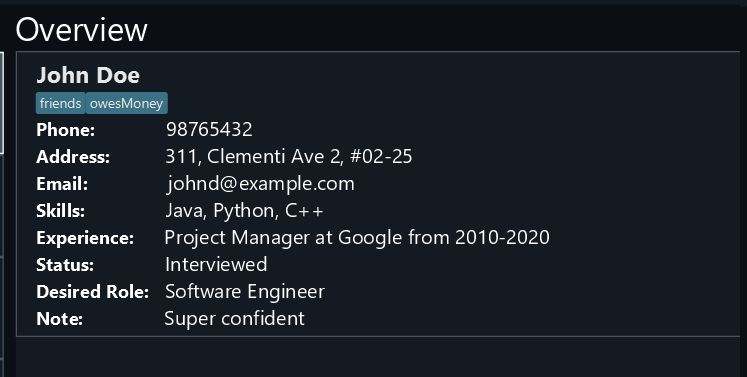 Overview
John Doe
friends owesMoney
Phone: 98765432
Address: 311, Clementi Ave 2, #02-25
Email: johnd@example.com
Skills: Java, Python, C++
Experience: Project Manager at Google from 2010-2020
Status: Interviewed
Desired Role: Software Engineer
Note: Super confident